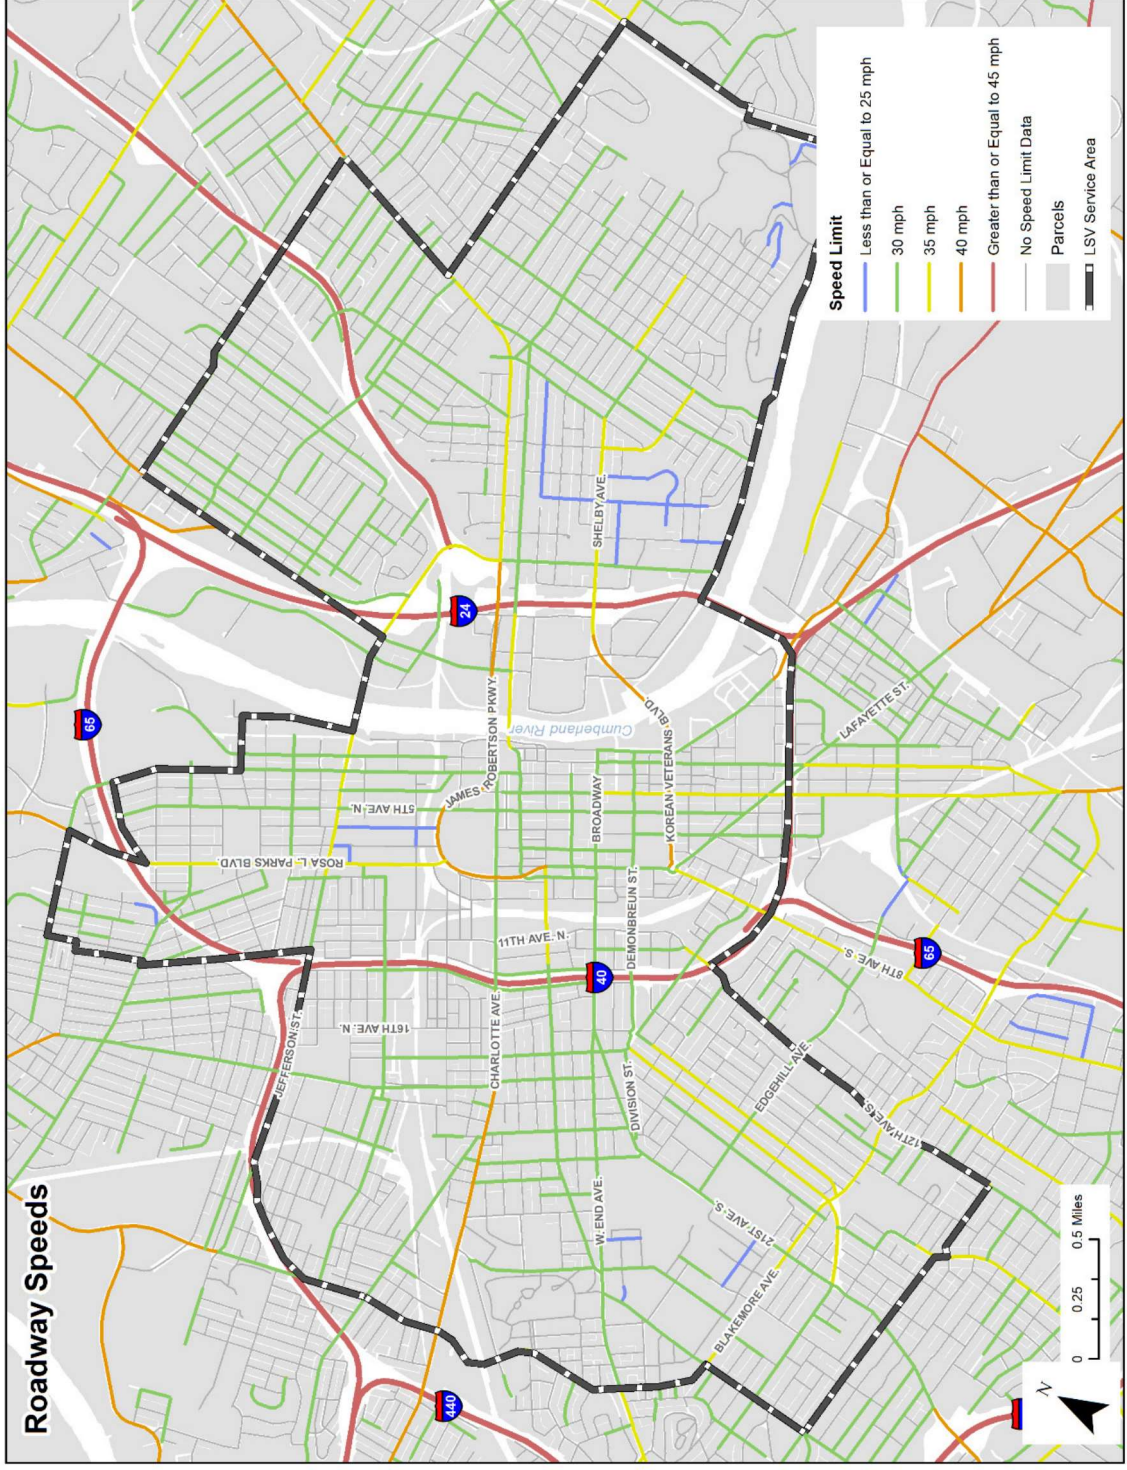 Roadway Speeds
65
24
JEFFERSON ST.
ROSA L. PARKS BLVD.
5TH AVE. N.
JAMES ROBERTSON PKWY.
16TH AVE. N.
11TH AVE. N.
CHARLOTTE AVE.
SHELBY AVE.
Cumberland River
BROADWAY
KOREAN VETERANS BLVD.
DEMONBREUN ST.
40
DIVISION ST.
W. END AVE.
21ST AVE. S.
BLAKEMORE AVE.
EDGEHILL AVE.
12TH AVE. S.
8TH AVE. S.
LAFAYETTE ST.
65
440
Speed Limit
Less than or Equal to 25 mph
30 mph
35 mph
40 mph
Greater than or Equal to 45 mph
No Speed Limit Data
Parcels
LSV Service Area
N
0 0.25 0.5 Miles